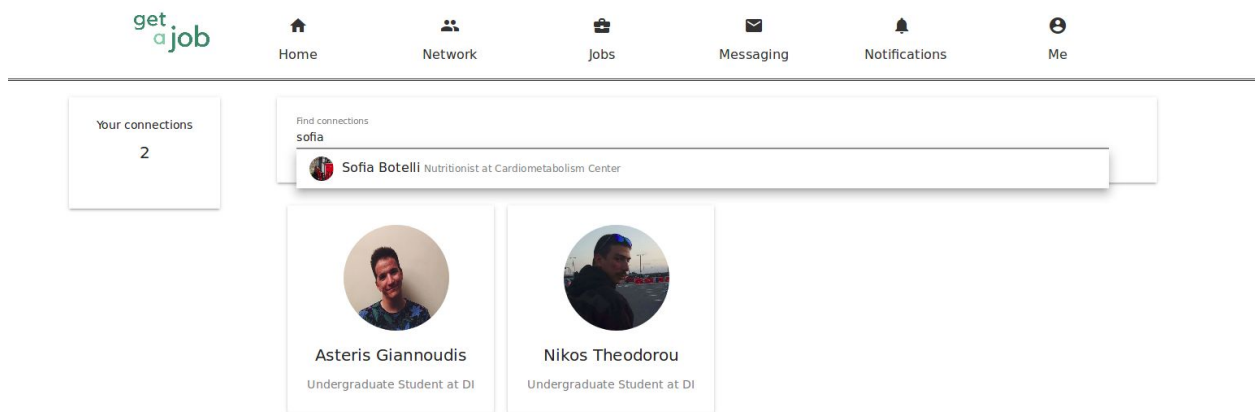 get
a job
Home
Network
Jobs
Messaging
Notifications
Me
Your connections
2
Find connections
sofia
Sofia Botelli Nutritionist at Cardiometabolism Center
Asteris Giannoudis
Undergraduate Student at DI
Nikos Theodorou
Undergraduate Student at DI